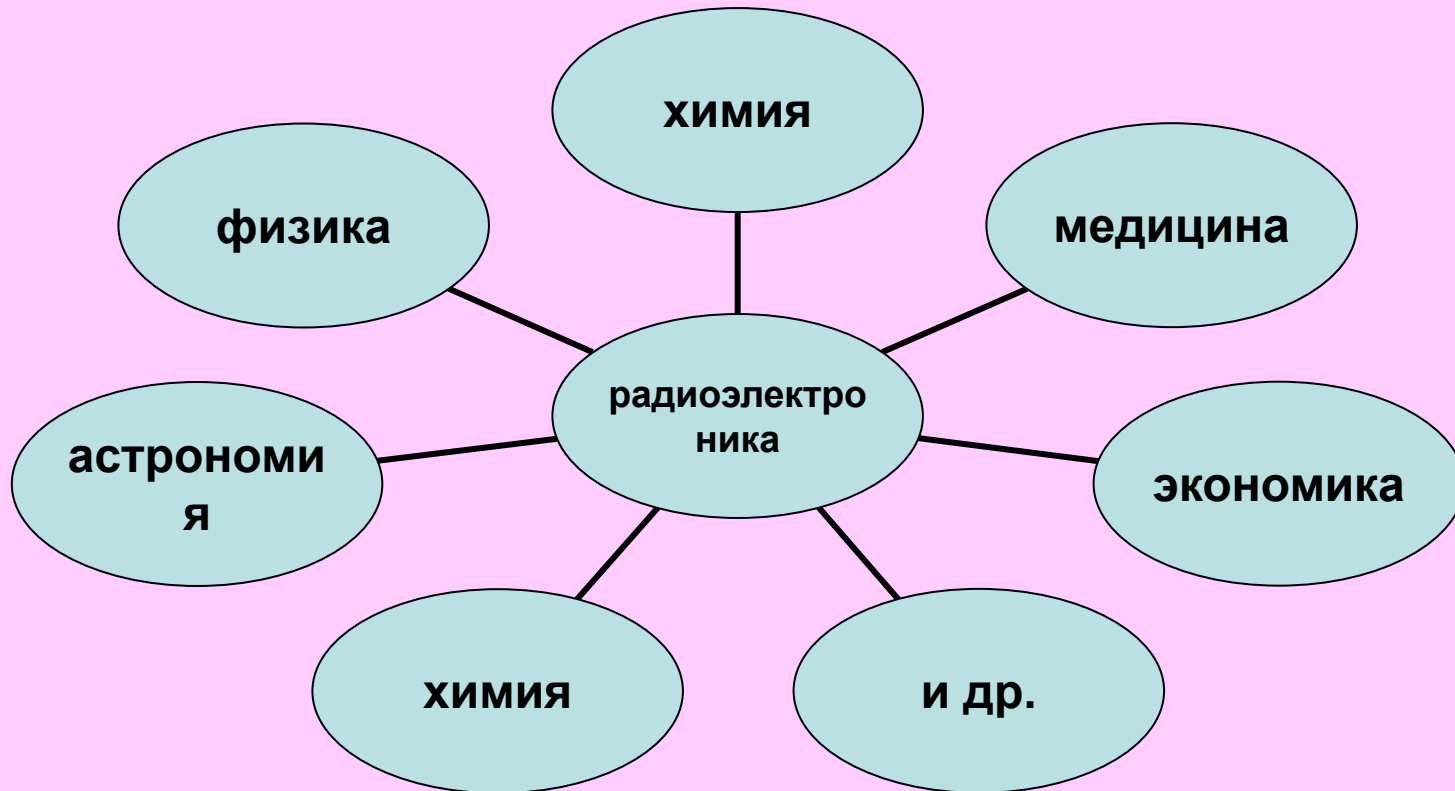 химия
физика
медицина
радиоэлектро
ника
астрономи
я
экономика
химия
и др.